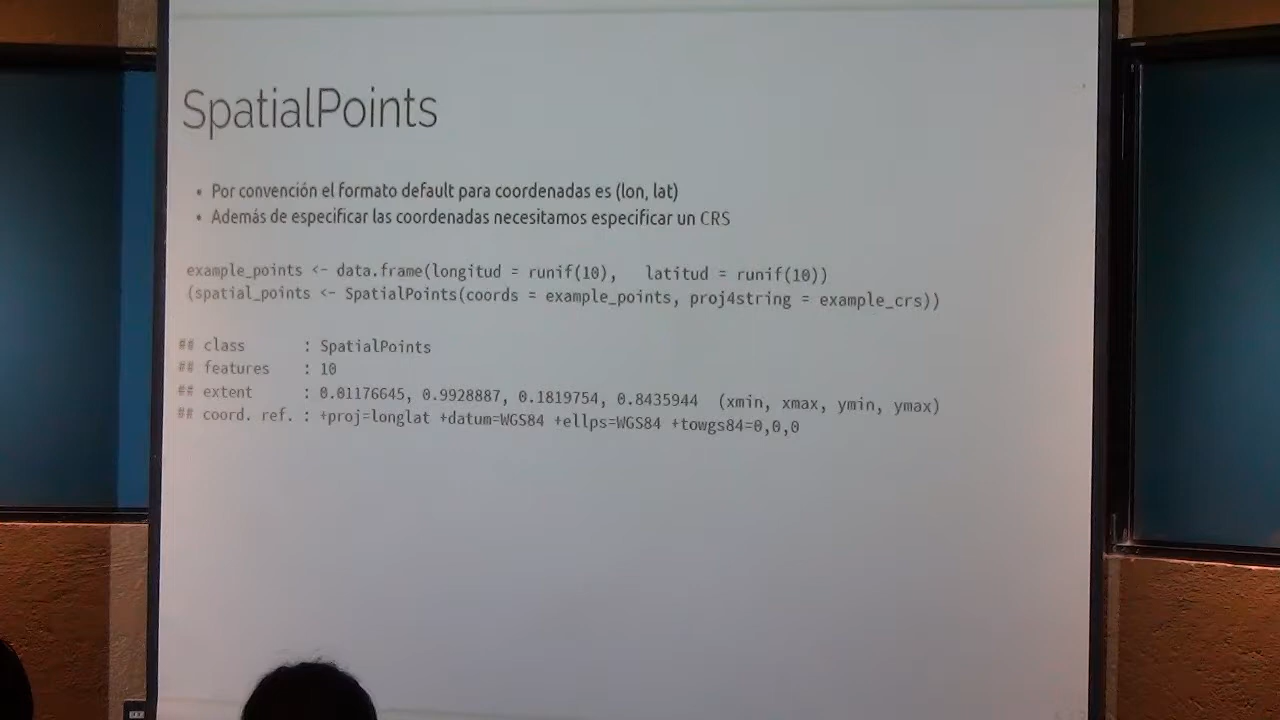 SpatialPoints
• Por convención el formato default para coordenadas es (lon, lat)
• Además de especificar las coordenadas necesitamos especificar un CRS
example_points <- data.frame(longitud = runif(10),   latitud = runif(10))
(spatial_points <- SpatialPoints(coords = example_points, proj4string = example_crs))
## class       : SpatialPoints
## features    : 10
## extent      : 0.01176645, 0.9928887, 0.1819754, 0.8435944  (xmin, xmax, ymin, ymax)
## coord. ref. : +proj=longlat +datum=WGS84 +ellps=WGS84 +towgs84=0,0,0